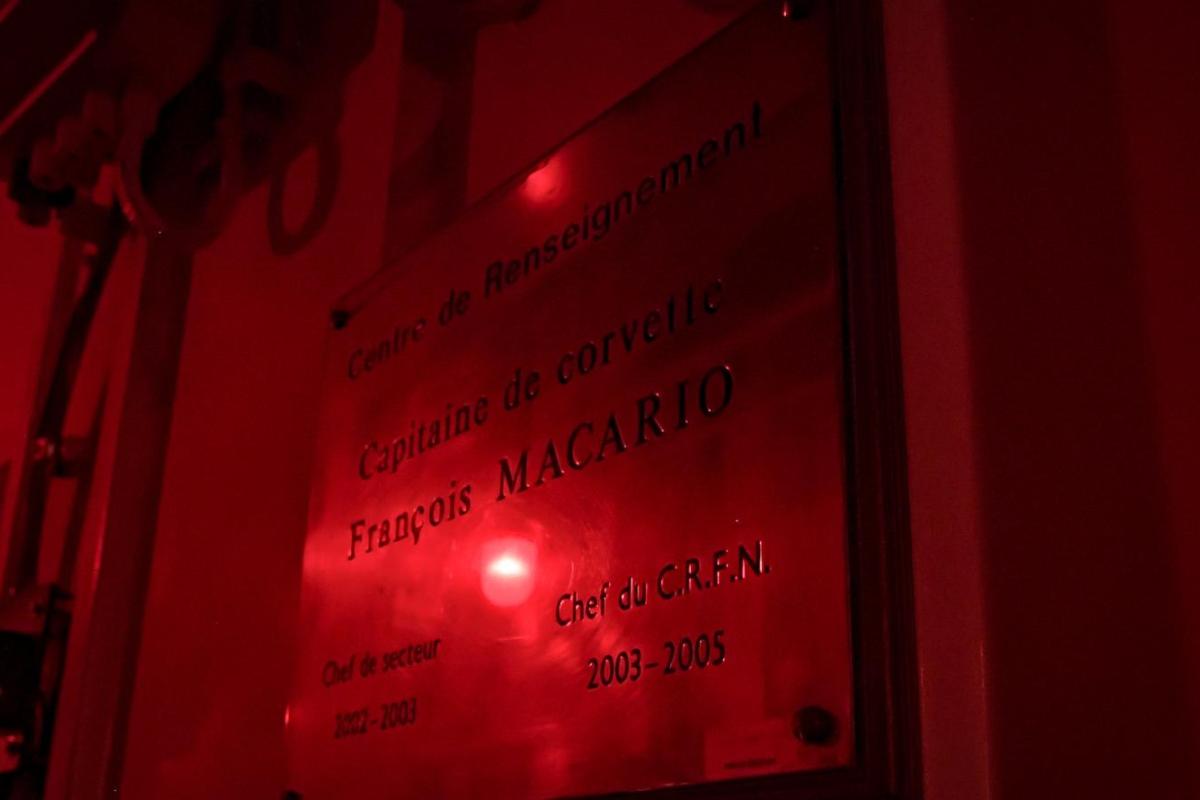 Centre de Renseignement
Capitaine de corvette
François MACARIO
Chef de secteur
2002-2003
Chef du C.R.F.N.
2003-2005